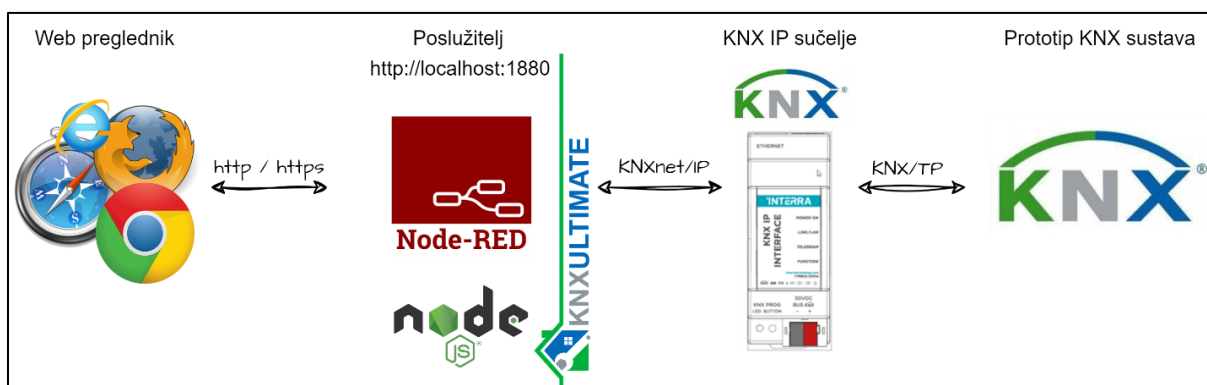 Web preglednik
Poslužitelj
http://localhost:1880
KNX IP sučelje
Prototip KNX sustava
KNX®
ETHERNET
http / https
Node-RED
node
JS®
KNXULTIMATE
KNXnet/IP
INTERRA
KNX IP
INTERFACE
POWER ON
LINK/LAN
TELEGRAM
FUNCTION
KNX PROG
LED BUTTON
30VDC
BUS
- +
KNX/TP
KNX®